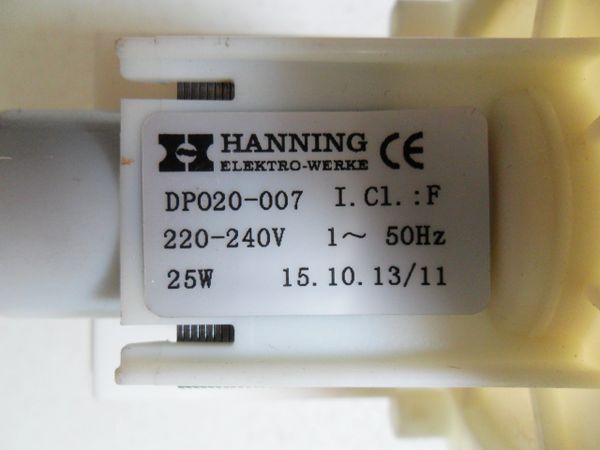 HANNING
ELEKTRO-WERKE
CE
DP020-007 I.Cl.:F
220-240V 1~ 50Hz
25W 15.10.13/11